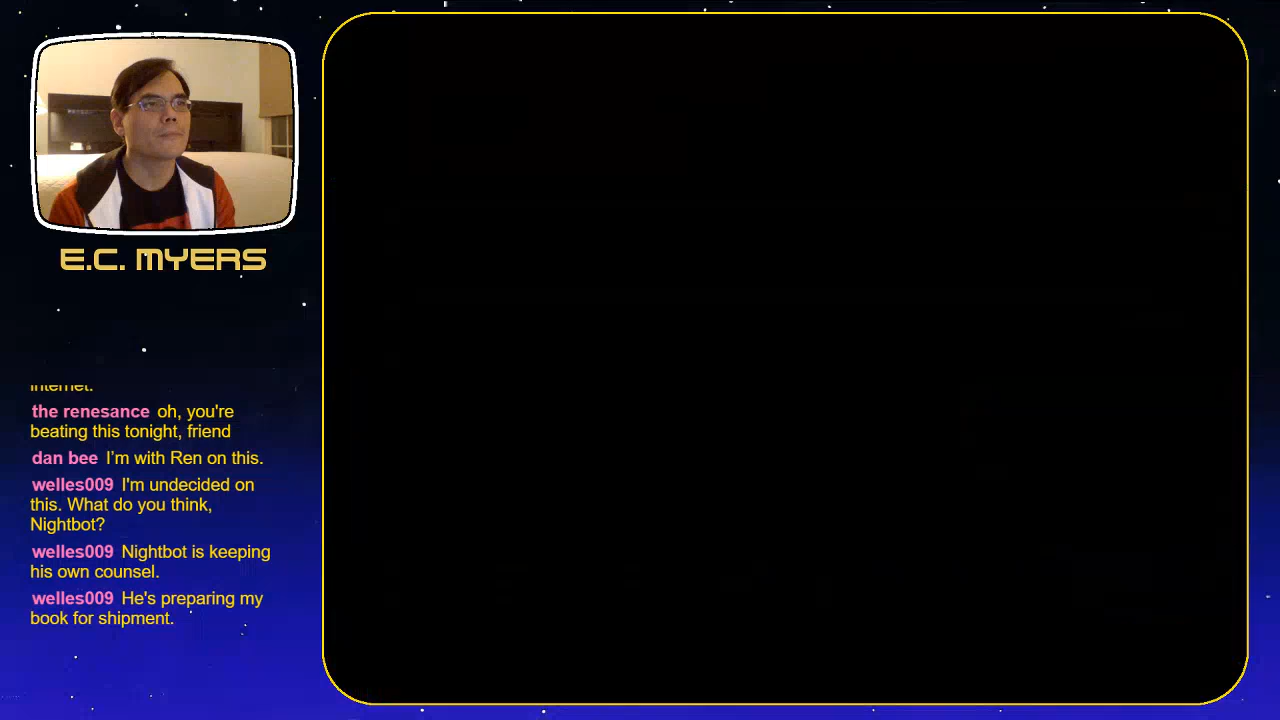 E.C. MYERS
internet.
the renesance oh, you're
beating this tonight, friend
dan bee I’m with Ren on this.
welles009 I'm undecided on
this. What do you think,
Nightbot?
welles009 Nightbot is keeping
his own counsel.
welles009 He's preparing my
book for shipment.